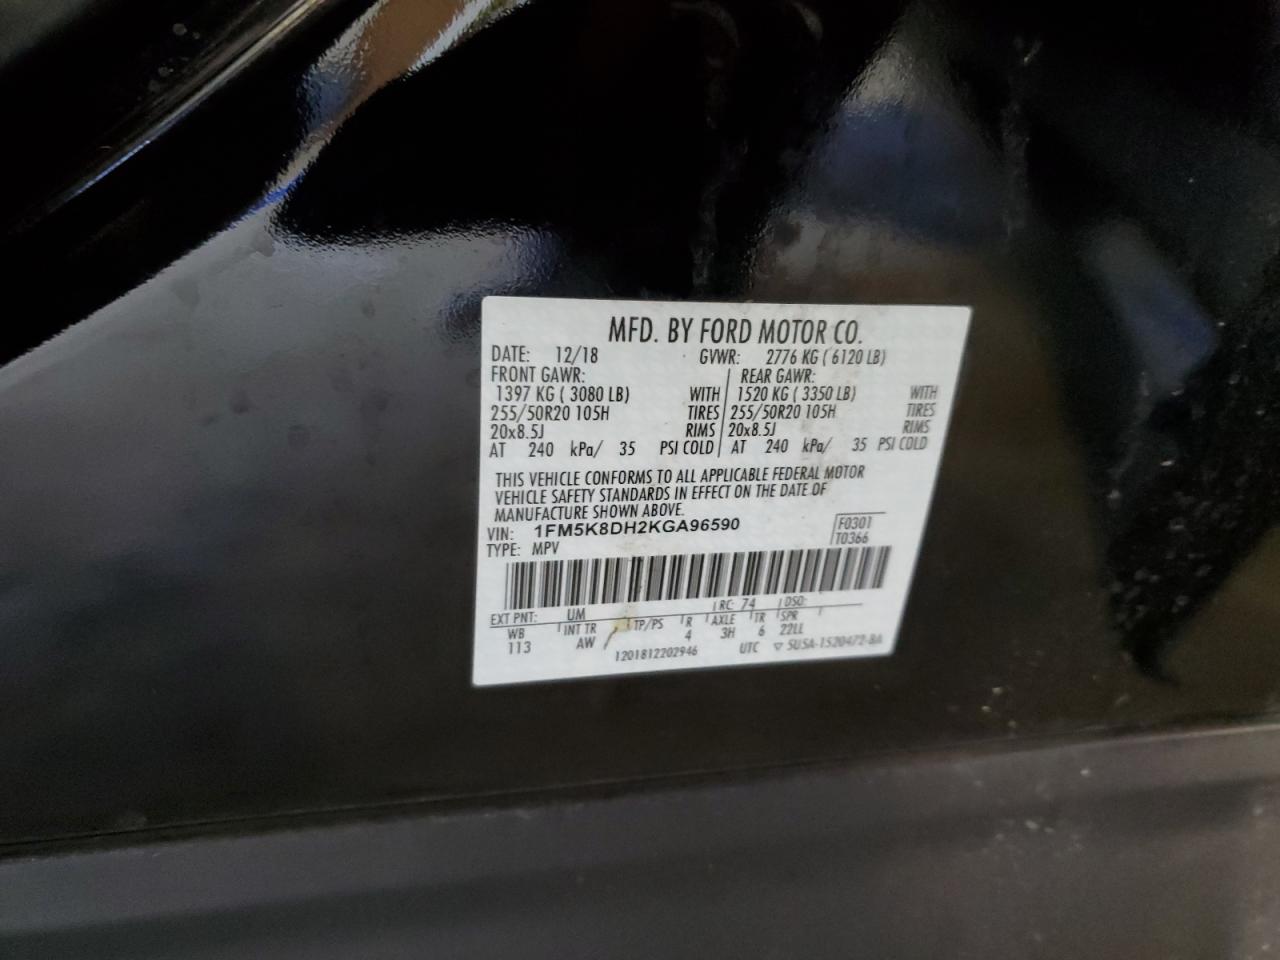 MFD. BY FORD MOTOR CO.
DATE: 12/18 GVWR: 2776 KG ( 6120 LB)
FRONT GAWR: REAR GAWR:
1397 KG ( 3080 LB) WITH 1520 KG ( 3350 LB) WITH
255/50R20 105H TIRES 255/50R20 105H TIRES
20x8.5J RIMS 20x8.5J RIMS
AT 240 kPa/ 35 PSI COLD AT 240 kPa/ 35 PSI COLD
THIS VEHICLE CONFORMS TO ALL APPLICABLE FEDERAL MOTOR
VEHICLE SAFETY STANDARDS IN EFFECT ON THE DATE OF
MANUFACTURE SHOWN ABOVE.
VIN: 1FM5K8DH2KGA96590 F0301
TYPE: MPV T0366
EXT PNT: UM RC: 74 DSO:
WB INT TR TP/PS R AXLE TR SPR
113 AW 4 3H 6 22LL
1201812202946 UTC ▽ 5U5A-1520472-BA